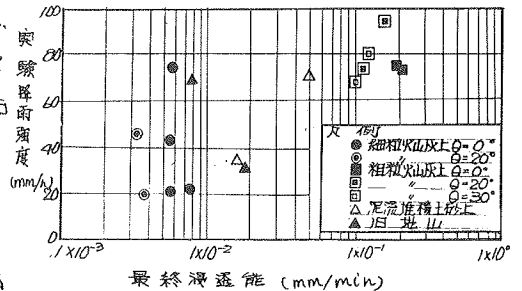 実験降雨強度
(mm/h)
100
80
60
40
20
0
凡例
● 細粒火山灰土 θ=0°
◎ 〃 θ=20°
■ 粗粒火山灰土 θ=0°
〃 θ=20°
〃 θ=30°
△ 泥流堆積土砂上
▲ 旧地山
1×10⁻³
1×10⁻²
1×10⁻¹
1×10⁰
最終浸透能 (mm/min)